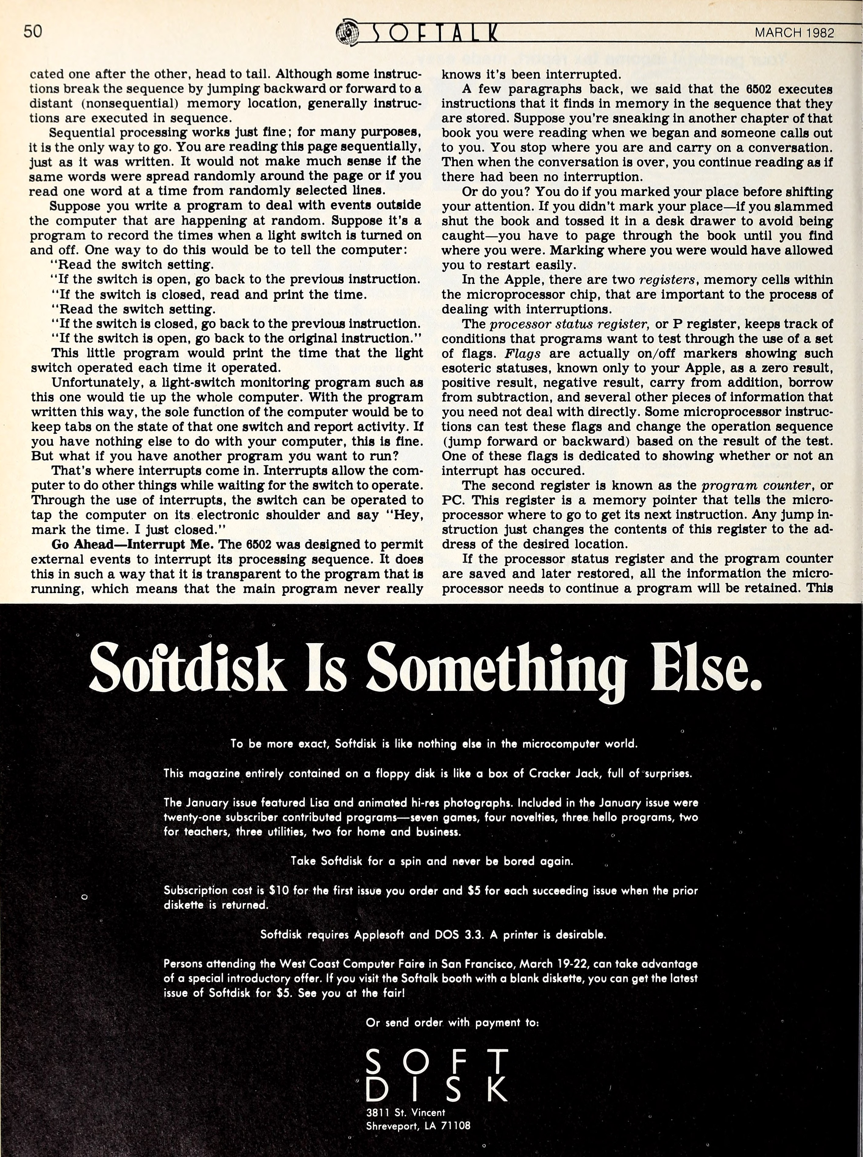 50
SOFTALK
MARCH 1982
cated one after the other, head to tail. Although some instruc-
tions break the sequence by jumping backward or forward to a
distant (nonsequential) memory location, generally instruc-
tions are executed in sequence.
Sequential processing works just fine; for many purposes,
it is the only way to go. You are reading this page sequentially,
just as it was written. It would not make much sense if the
same words were spread randomly around the page or if you
read one word at a time from randomly selected lines.
Suppose you write a program to deal with events outside
the computer that are happening at random. Suppose it's a
program to record the times when a light switch is turned on
and off. One way to do this would be to tell the computer:
"Read the switch setting.
"If the switch is open, go back to the previous instruction.
"If the switch is closed, read and print the time.
"Read the switch setting.
"If the switch is closed, go back to the previous instruction.
"If the switch is open, go back to the original instruction."
This little program would print the time that the light
switch operated each time it operated.
Unfortunately, a light-switch monitoring program such as
this one would tie up the whole computer. With the program
written this way, the sole function of the computer would be to
keep tabs on the state of that one switch and report activity. If
you have nothing else to do with your computer, this is fine.
But what if you have another program you want to run?
That's where interrupts come in. Interrupts allow the com-
puter to do other things while waiting for the switch to operate.
Through the use of interrupts, the switch can be operated to
tap the computer on its electronic shoulder and say "Hey,
mark the time. I just closed."
Go Ahead—Interrupt Me. The 6502 was designed to permit
external events to interrupt its processing sequence. It does
this in such a way that it is transparent to the program that is
running, which means that the main program never really
knows it's been interrupted.
A few paragraphs back, we said that the 6502 executes
instructions that it finds in memory in the sequence that they
are stored. Suppose you're sneaking in another chapter of that
book you were reading when we began and someone calls out
to you. You stop where you are and carry on a conversation.
Then when the conversation is over, you continue reading as if
there had been no interruption.
Or do you? You do if you marked your place before shifting
your attention. If you didn't mark your place—if you slammed
shut the book and tossed it in a desk drawer to avoid being
caught—you have to page through the book until you find
where you were. Marking where you were would have allowed
you to restart easily.
In the Apple, there are two registers, memory cells within
the microprocessor chip, that are important to the process of
dealing with interruptions.
The processor status register, or P register, keeps track of
conditions that programs want to test through the use of a set
of flags. Flags are actually on/off markers showing such
esoteric statuses, known only to your Apple, as a zero result,
positive result, negative result, carry from addition, borrow
from subtraction, and several other pieces of information that
you need not deal with directly. Some microprocessor instruc-
tions can test these flags and change the operation sequence
(jump forward or backward) based on the result of the test.
One of these flags is dedicated to showing whether or not an
interrupt has occured.
The second register is known as the program counter, or
PC. This register is a memory pointer that tells the micro-
processor where to go to get its next instruction. Any jump in-
struction just changes the contents of this register to the ad-
dress of the desired location.
If the processor status register and the program counter
are saved and later restored, all the information the micro-
processor needs to continue a program will be retained. This
Softdisk Is Something Else.
To be more exact, Softdisk is like nothing else in the microcomputer world.
This magazine entirely contained on a floppy disk is like a box of Cracker Jack, full of surprises.
The January issue featured Lisa and animated hi-res photographs. Included in the January issue were
twenty-one subscriber contributed programs—seven games, four novelties, three hello programs, two
for teachers, three utilities, two for home and business.
Take Softdisk for a spin and never be bored again.
Subscription cost is $10 for the first issue you order and $5 for each succeeding issue when the prior
diskette is returned.
Softdisk requires Applesoft and DOS 3.3. A printer is desirable.
Persons attending the West Coast Computer Faire in San Francisco, March 19-22, can take advantage
of a special introductory offer. If you visit the Softalk booth with a blank diskette, you can get the latest
issue of Softdisk for $5. See you at the fair!
Or send order with payment to:
SOFT
DISK
3811 St. Vincent
Shreveport, LA 71108